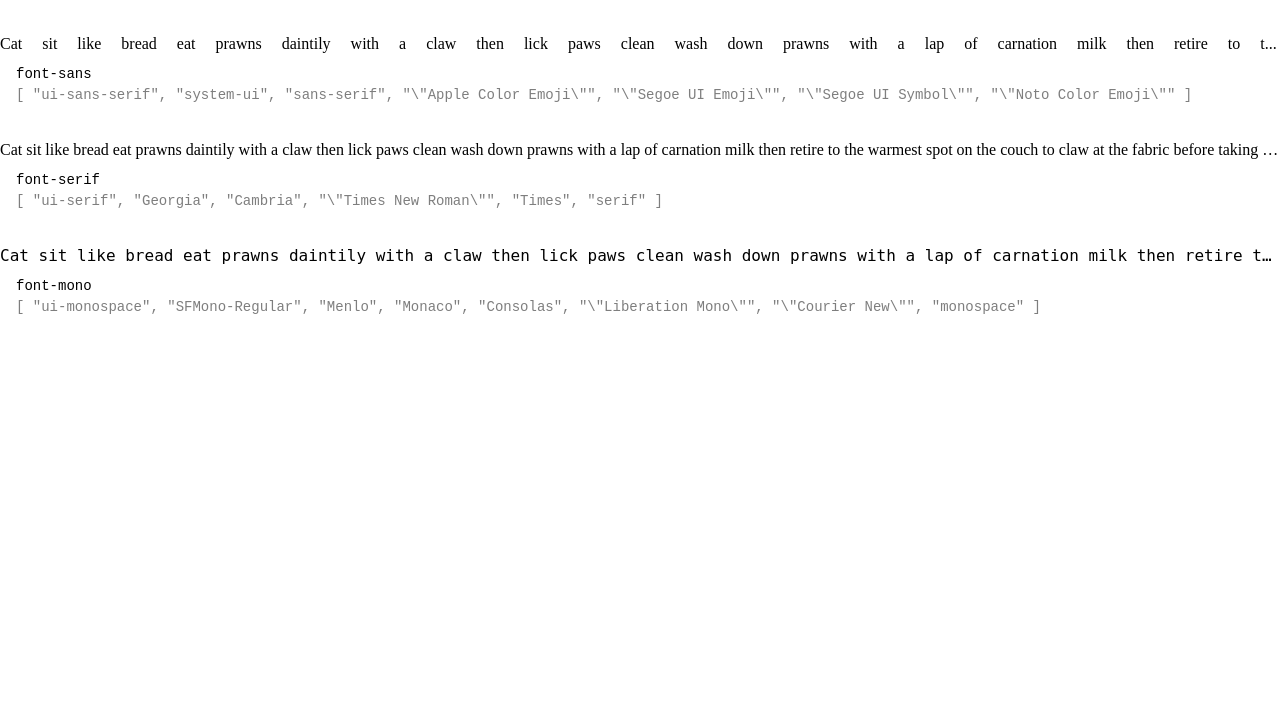 Cat sit like bread eat prawns daintily with a claw then lick paws clean wash down prawns with a lap of carnation milk then retire to t...
font-sans
[ "ui-sans-serif", "system-ui", "sans-serif", "\"Apple Color Emoji\"", "\"Segoe UI Emoji\"", "\"Segoe UI Symbol\"", "\"Noto Color Emoji\"" ]
Cat sit like bread eat prawns daintily with a claw then lick paws clean wash down prawns with a lap of carnation milk then retire to the warmest spot on the couch to claw at the fabric before taking …
font-serif
[ "ui-serif", "Georgia", "Cambria", "\"Times New Roman\"", "Times", "serif" ]
Cat sit like bread eat prawns daintily with a claw then lick paws clean wash down prawns with a lap of carnation milk then retire t…
font-mono
[ "ui-monospace", "SFMono-Regular", "Menlo", "Monaco", "Consolas", "\"Liberation Mono\"", "\"Courier New\"", "monospace" ]